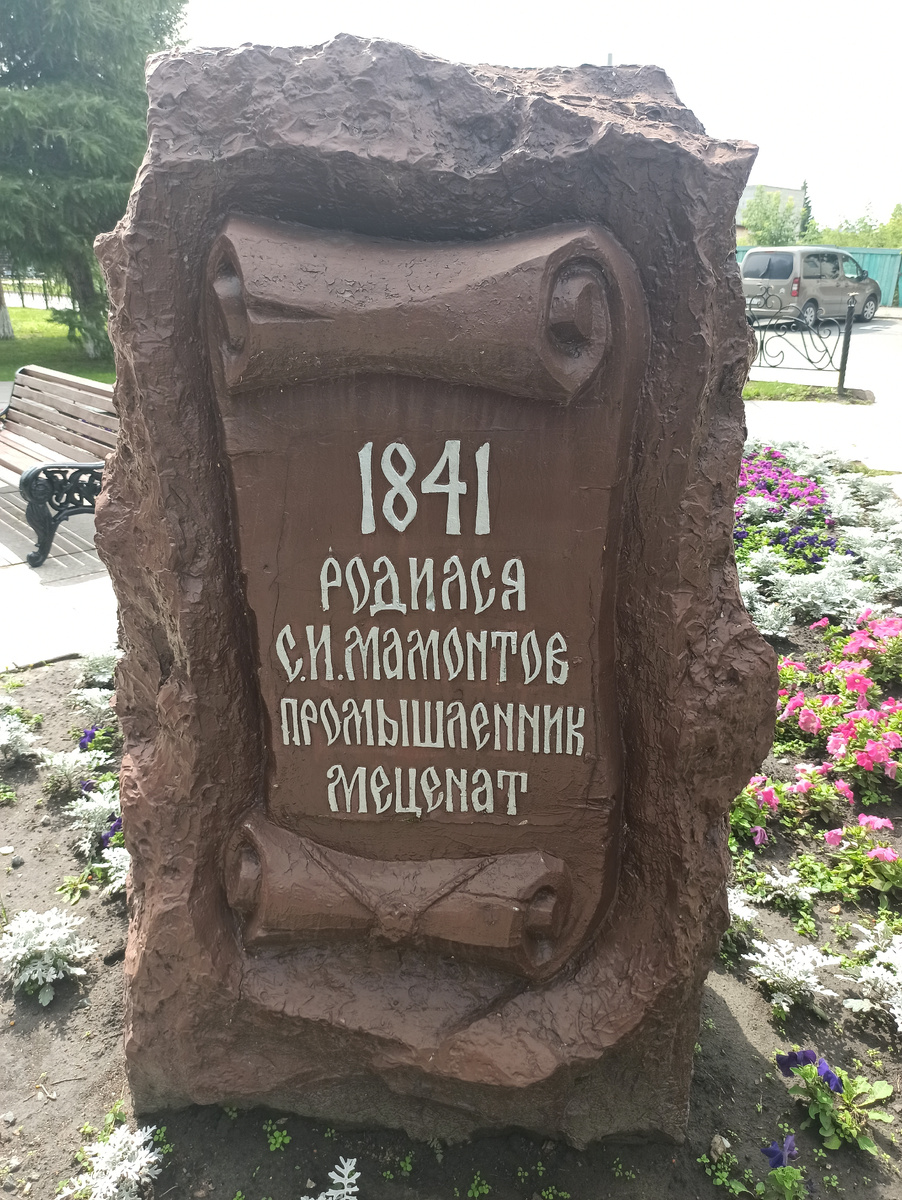 1841
РОДИЛСЯ
С.И.МАМОНТОВ
ПРОМЫШЛЕННИК
МЕЦЕНАТ